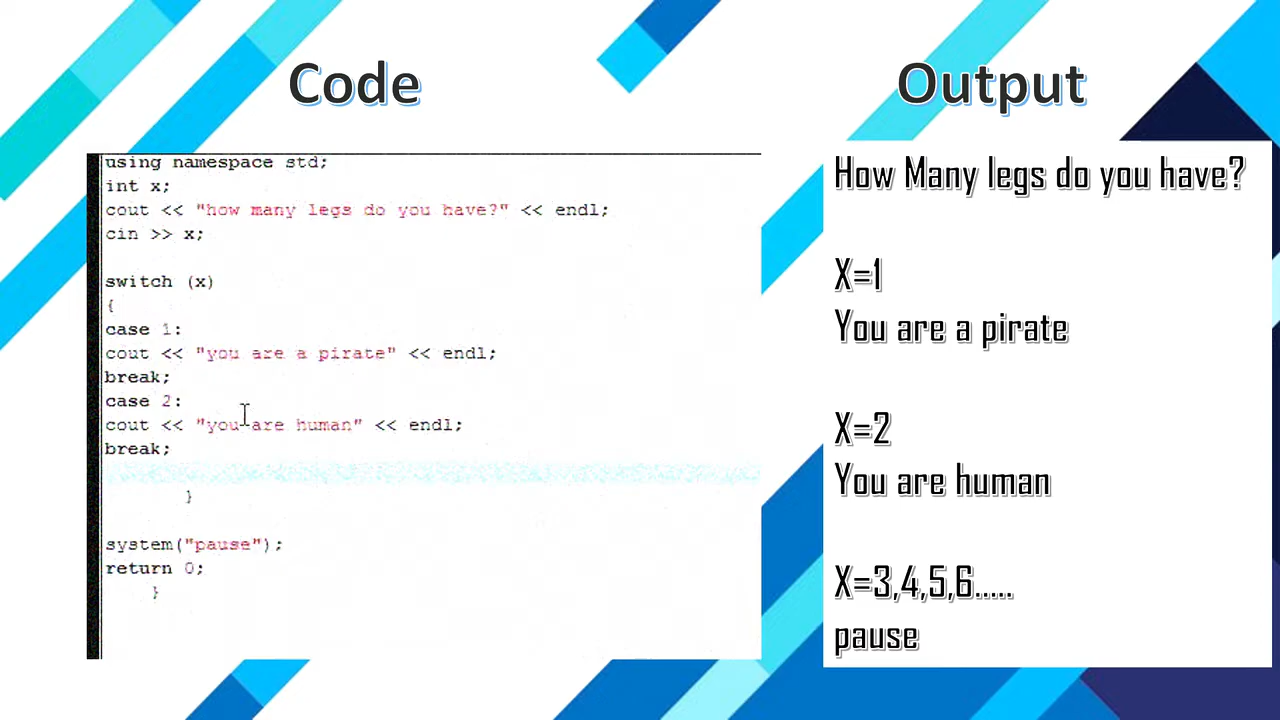 Code
using namespace std;
int x;
cout << "how many legs do you have?" << endl;
cin >> x;
switch (x)
{
case 1:
cout << "you are a pirate" << endl;
break;
case 2:
cout << "you are human" << endl;
break;
}
system("pause");
return 0;
}
Output
How Many legs do you have?
X=1
You are a pirate
X=2
You are human
X=3,4,5,6.....
pause